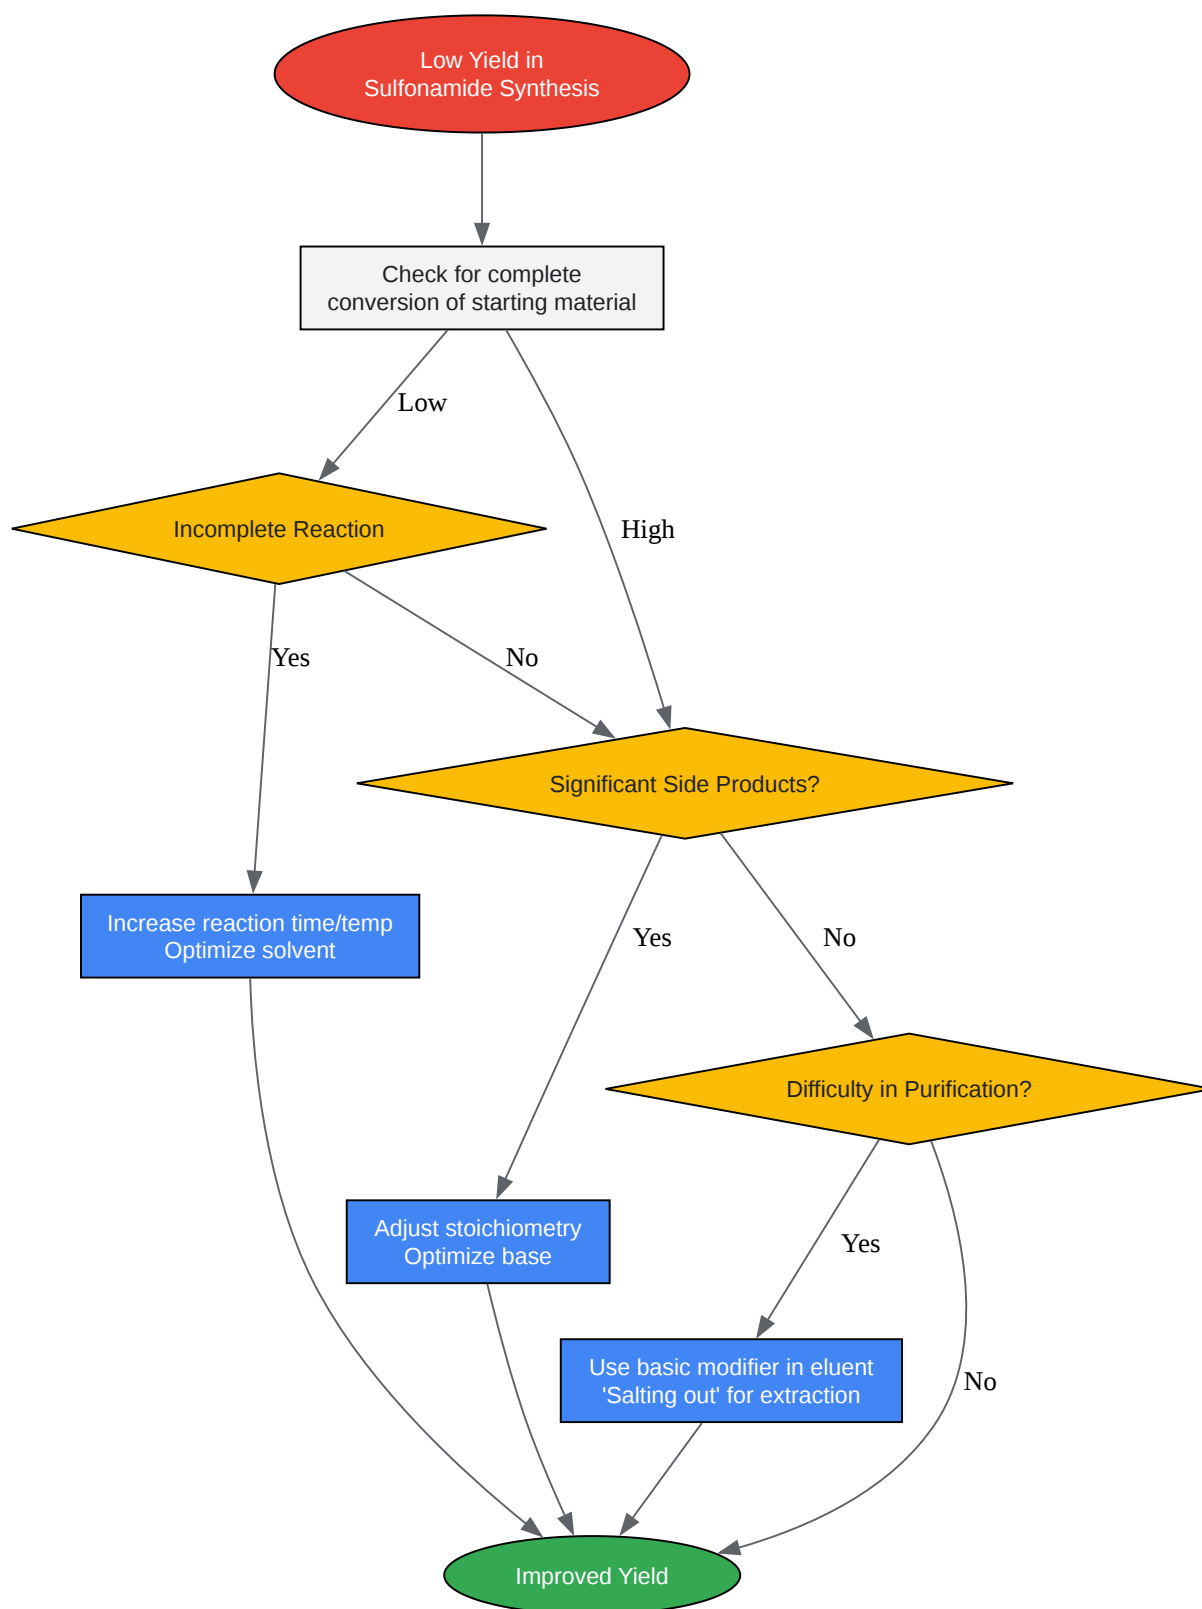 Low Yield in
Sulfonamide Synthesis
Check for complete
conversion of starting material
Low
High
Incomplete Reaction
Yes
No
Significant Side Products?
Increase reaction time/temp
Optimize solvent
Yes
No
Difficulty in Purification?
Adjust stoichiometry
Optimize base
Yes
Use basic modifier in eluent
'Salting out' for extraction
No
Improved Yield